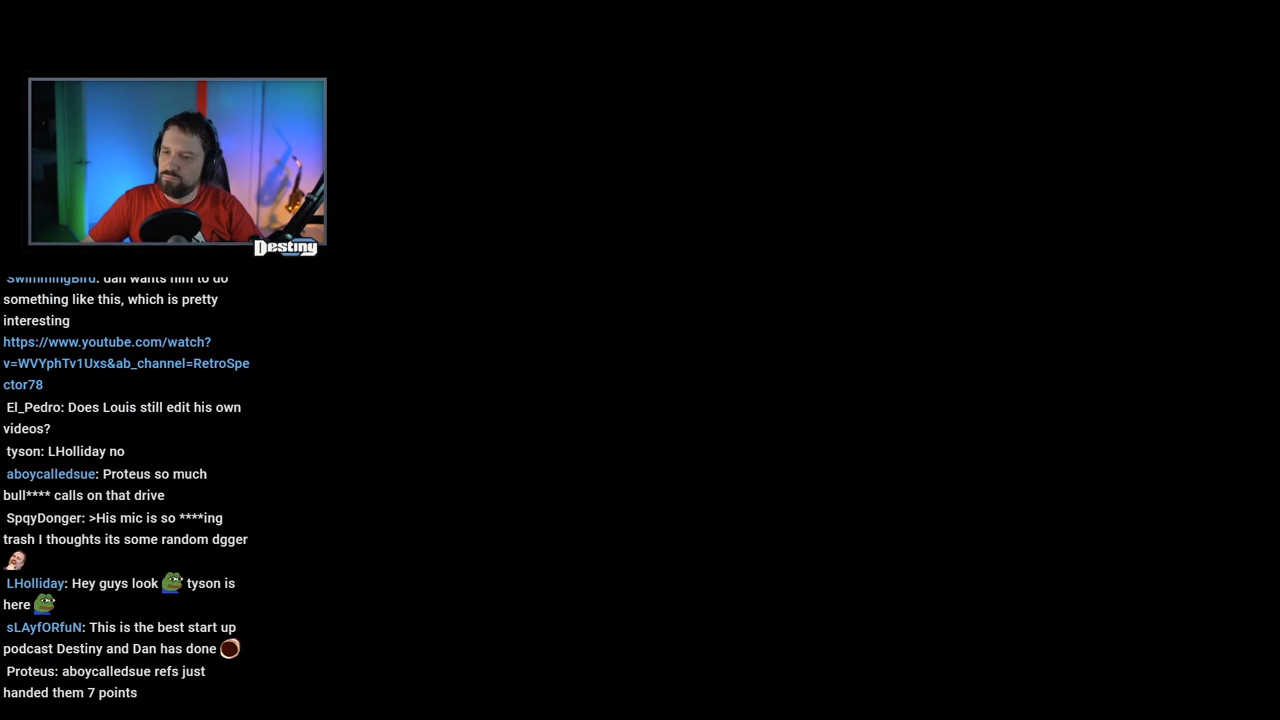 Destiny
SwimmingBird: dan wants him to do
something like this, which is pretty
interesting
https://www.youtube.com/watch?
v=WVYphTv1Uxs&ab_channel=RetroSpe
ctor78
El_Pedro: Does Louis still edit his own
videos?
tyson: LHolliday no
aboycalledsue: Proteus so much
bull**** calls on that drive
SpqyDonger: >His mic is so ****ing
trash I thoughts its some random dgger
LHolliday: Hey guys look tyson is
here
sLAyfORfuN: This is the best start up
podcast Destiny and Dan has done
Proteus: aboycalledsue refs just
handed them 7 points